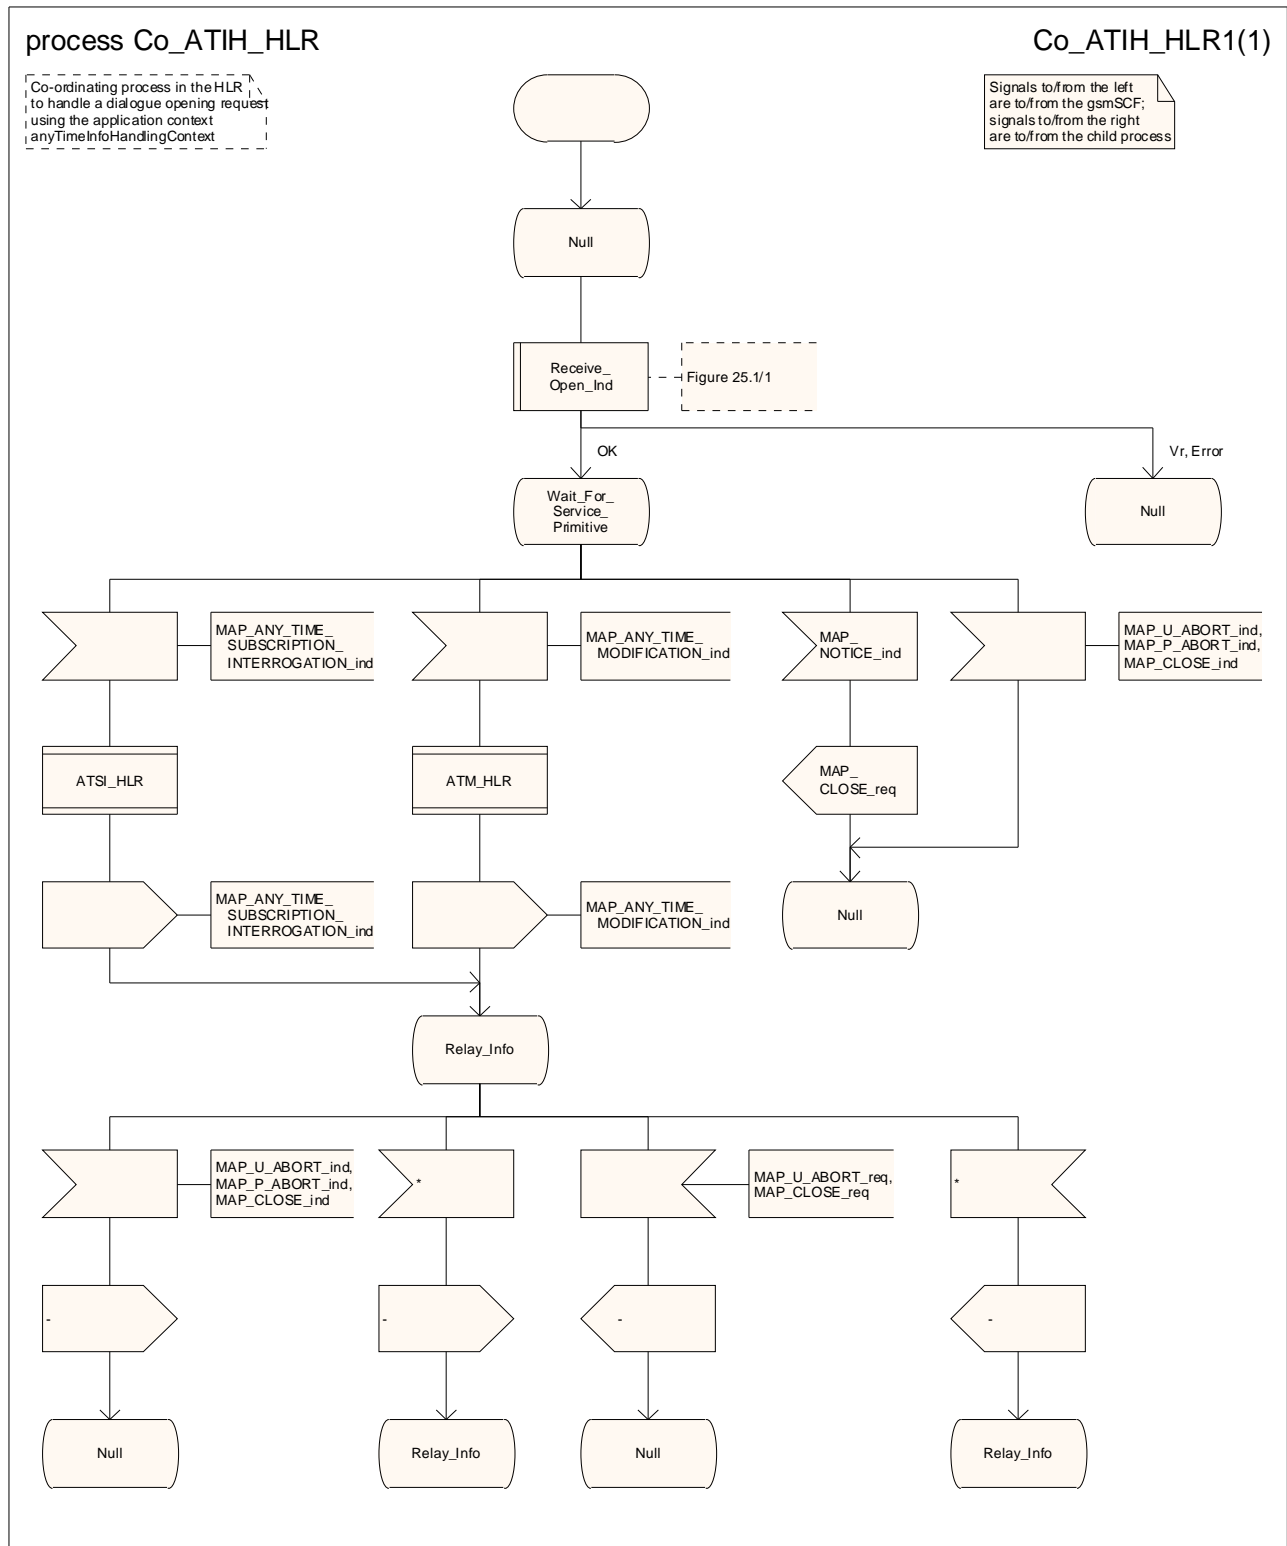 process Co_ATIH_HLR
Co_ATIH_HLR1(1)
Co-ordinating process in the HLR
to handle a dialogue opening request
using the application context
anyTimeInfoHandlingContext
Signals to/from the left
are to/from the gsmSCF;
signals to/from the right
are to/from the child process
Null
Receive_
Open_Ind
Figure 25.1/1
OK
Vr, Error
Wait_For_
Service_
Primitive
Null
MAP_ANY_TIME_
SUBSCRIPTION_
INTERROGATION_ind
MAP_ANY_TIME_
MODIFICATION_ind
MAP_
NOTICE_ind
MAP_U_ABORT_ind,
MAP_P_ABORT_ind,
MAP_CLOSE_ind
ATSI_HLR
ATM_HLR
MAP_
CLOSE_req
MAP_ANY_TIME_
SUBSCRIPTION_
INTERROGATION_ind
MAP_ANY_TIME_
MODIFICATION_ind
Null
Relay_Info
MAP_U_ABORT_ind,
MAP_P_ABORT_ind,
MAP_CLOSE_ind
*
MAP_U_ABORT_req,
MAP_CLOSE_req
*
-
-
-
-
Null
Relay_Info
Null
Relay_Info